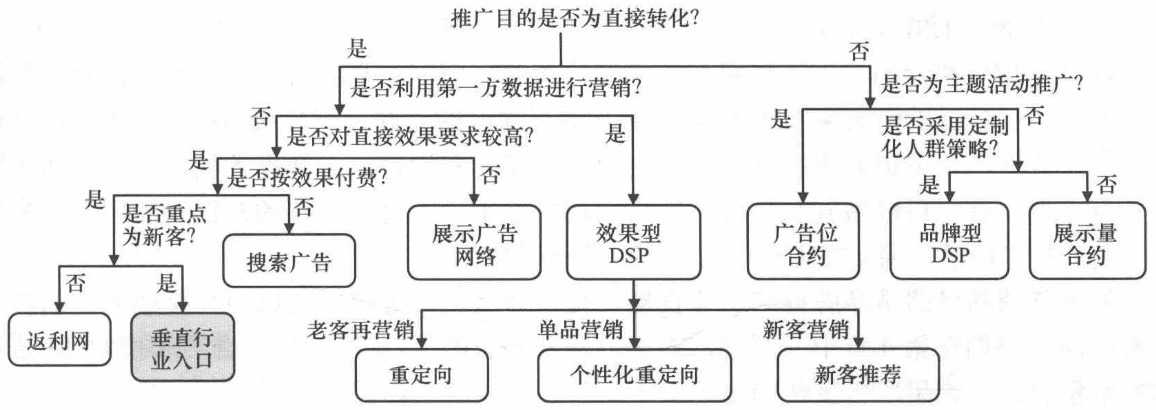 推广目的是否为直接转化?
是
否
是否利用第一方数据进行营销?
是否为主题活动推广?
否
是
是
否
是否对直接效果要求较高?
是否采用定制
化人群策略?
是
否
是否按效果付费?
是
否
是
否
是否重点
为新客?
搜索广告
展示广告
网络
效果型
DSP
广告位
合约
品牌型
DSP
展示量
合约
否
是
返利网
垂直行
业入口
老客再营销
单品营销
新客营销
重定向
个性化重定向
新客推荐